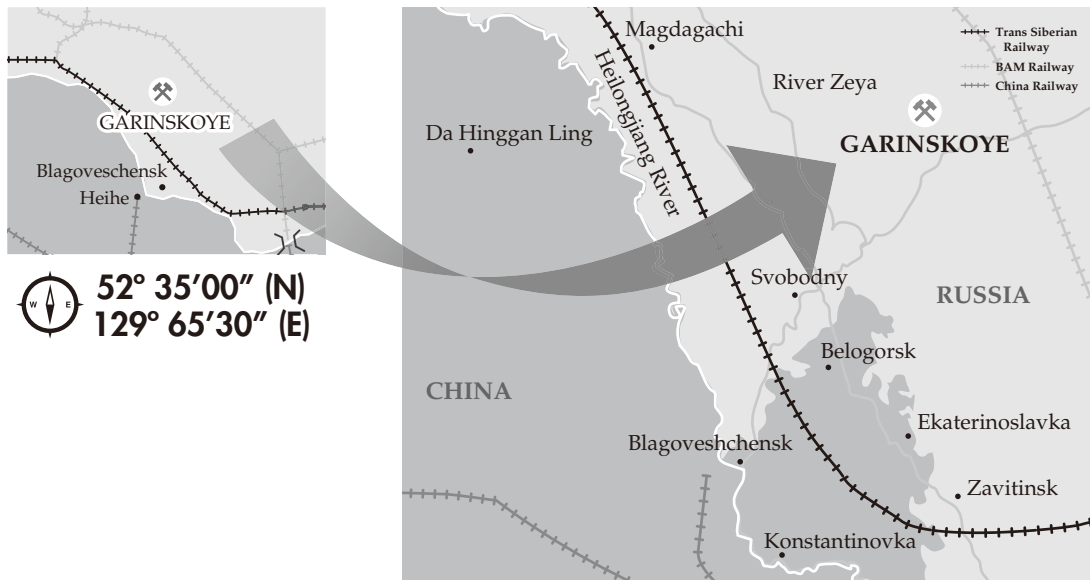 GARINSKOYE
Blagoveschensk
Heihe
W E
52° 35’00” (N)
129° 65’30” (E)
Magdagachi
Heilongjiang River
River Zeya
Trans Siberian
Railway
BAM Railway
China Railway
Da Hinggan Ling
GARINSKOYE
Svobodny
RUSSIA
Belogorsk
CHINA
Ekaterinoslavka
Blagoveshchensk
Zavitinsk
Konstantinovka